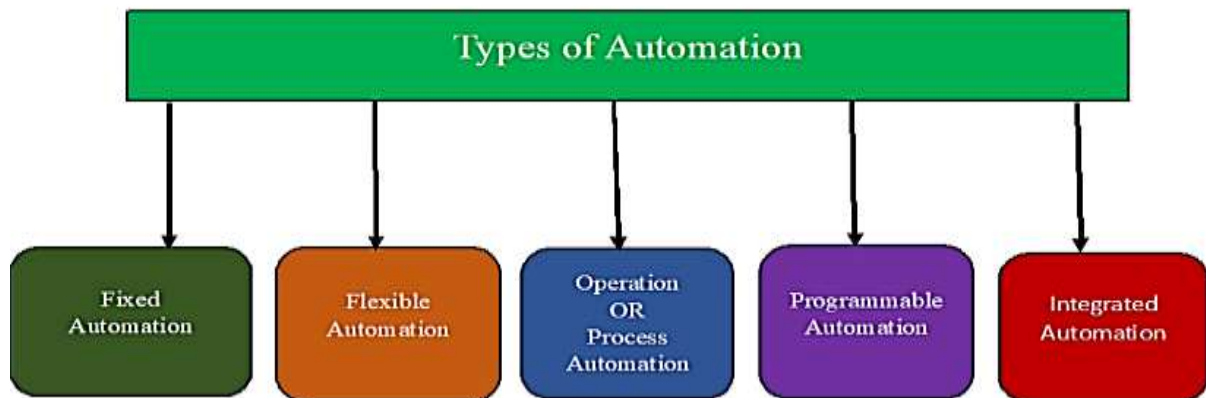 Types of Automation
Fixed
Automation
Flexible
Automation
Operation
OR
Process
Automation
Programmable
Automation
Integrated
Automation